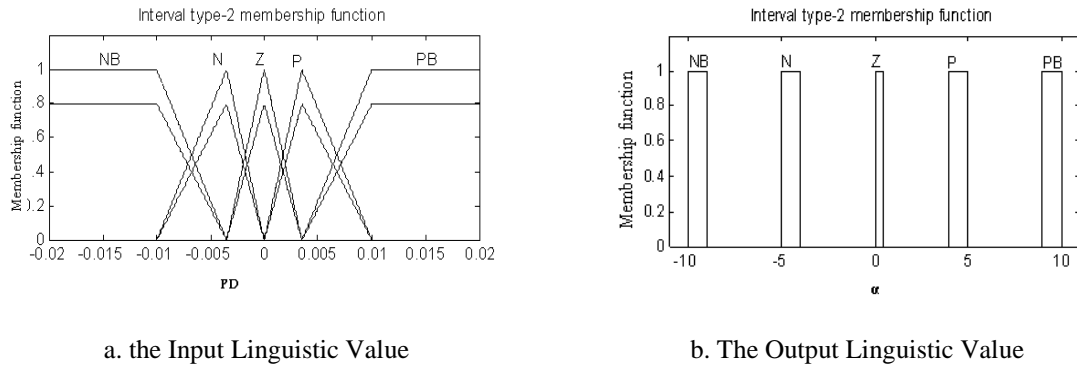 Interval type-2 membership function
NB N Z P PB
Membership function
1
.8
.6
0.4
0.2
0
-0.02 -0.015 -0.01 -0.005 0 0.005 0.01 0.015 0.02
PD
a. the Input Linguistic Value
Interval type-2 membership function
NB N Z P PB
Membership function
1
0.8
0.6
0.4
0.2
0
-10 -5 0 5 10
α
b. The Output Linguistic Value